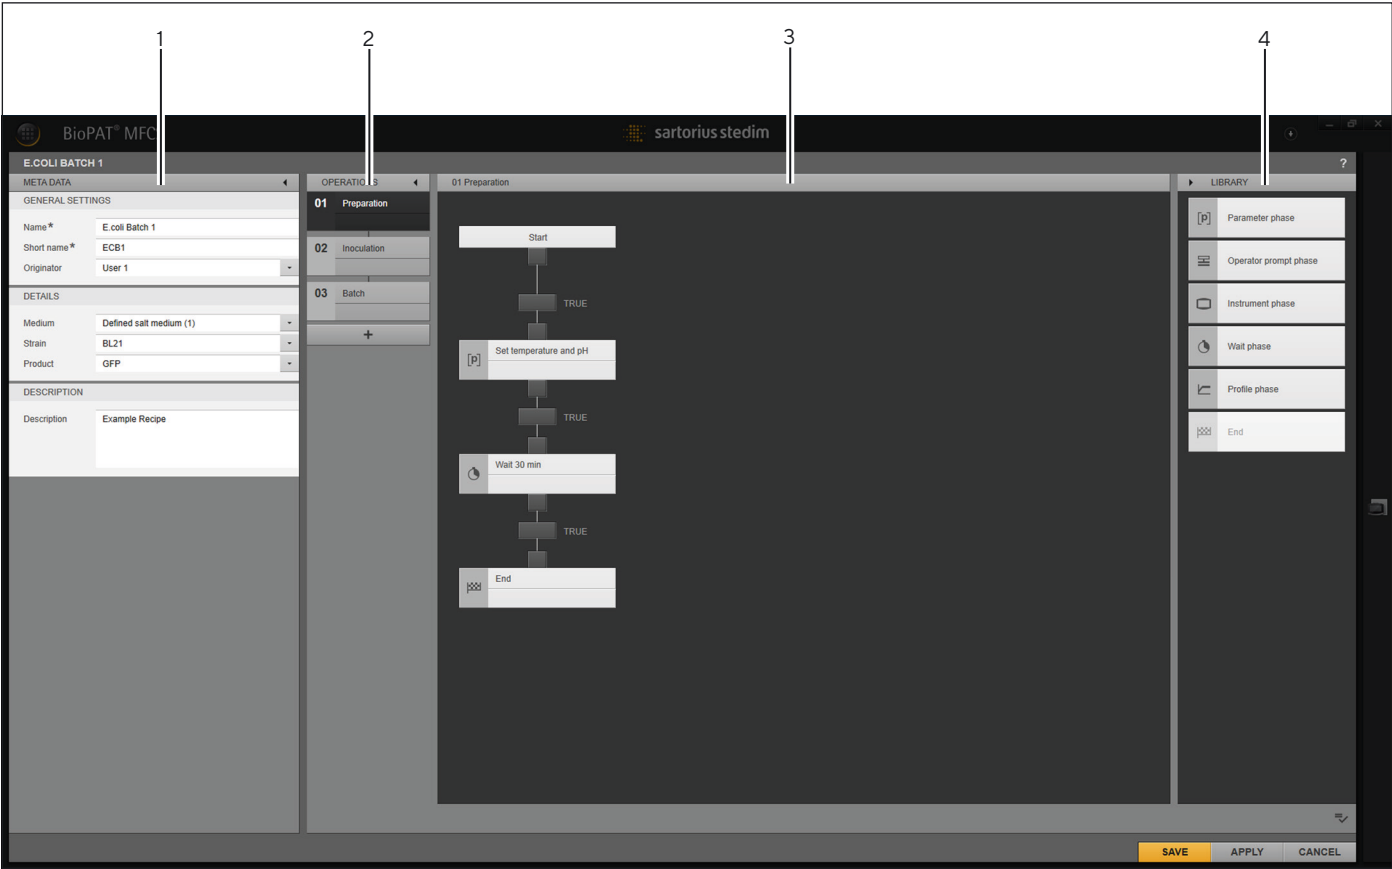 1 2 3 4
BioPAT® MFC
sartorius stedim
E.COLI BATCH 1
?
META DATA
GENERAL SETTINGS
Name* E.coli Batch 1
Short name* ECB1
Originator User 1
DETAILS
Medium Defined salt medium (1)
Strain BL21
Product GFP
DESCRIPTION
Description Example Recipe
01 Preparation
02 Inoculation
03 Batch
+
01 Preparation
Start
TRUE
[p] Set temperature and pH
TRUE
Wait 30 min
TRUE
End
LIBRARY
[p] Parameter phase
Operator prompt phase
Instrument phase
Wait phase
Profile phase
End
SAVE APPLY CANCEL